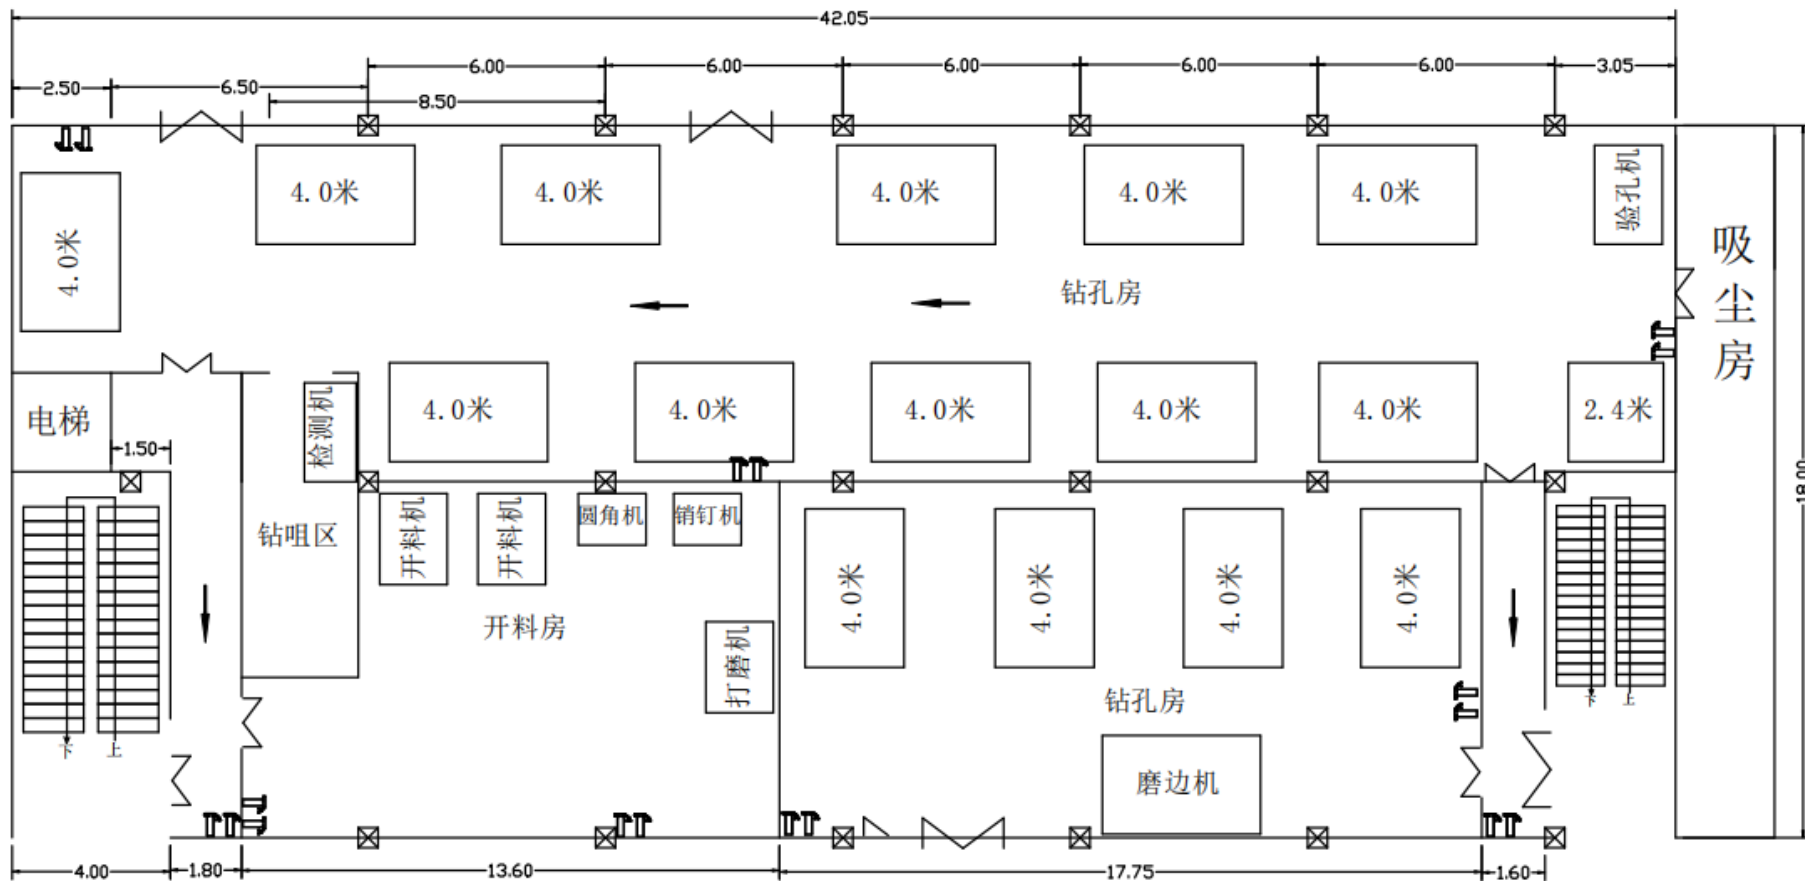 42.05
6.00
6.00
6.00
6.00
6.00
3.05
2.50
6.50
8.50
4.0米
4.0米
4.0米
4.0米
4.0米
验孔机
4.0米
吸尘房
钻孔房
4.0米
4.0米
4.0米
4.0米
4.0米
2.4米
电梯
检测机
1.50
18.00
钻咀区
开料机
开料机
圆角机
销钉机
4.0米
4.0米
4.0米
4.0米
开料房
打磨机
钻孔房
下
上
下
上
磨边机
4.00
1.80
13.60
17.75
1.60